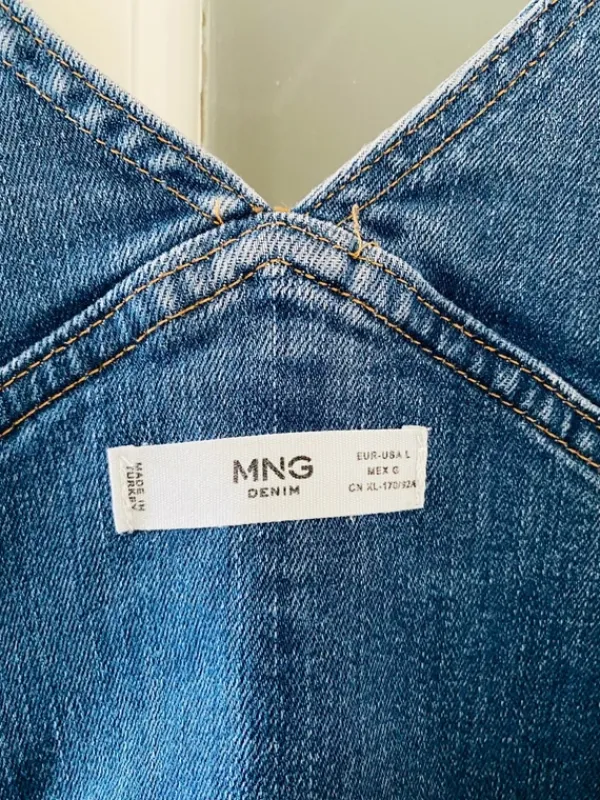 MADE IN
TURKEY
MNG
DENIM
EUR-USA L
MEX G
CN XL-170/92A